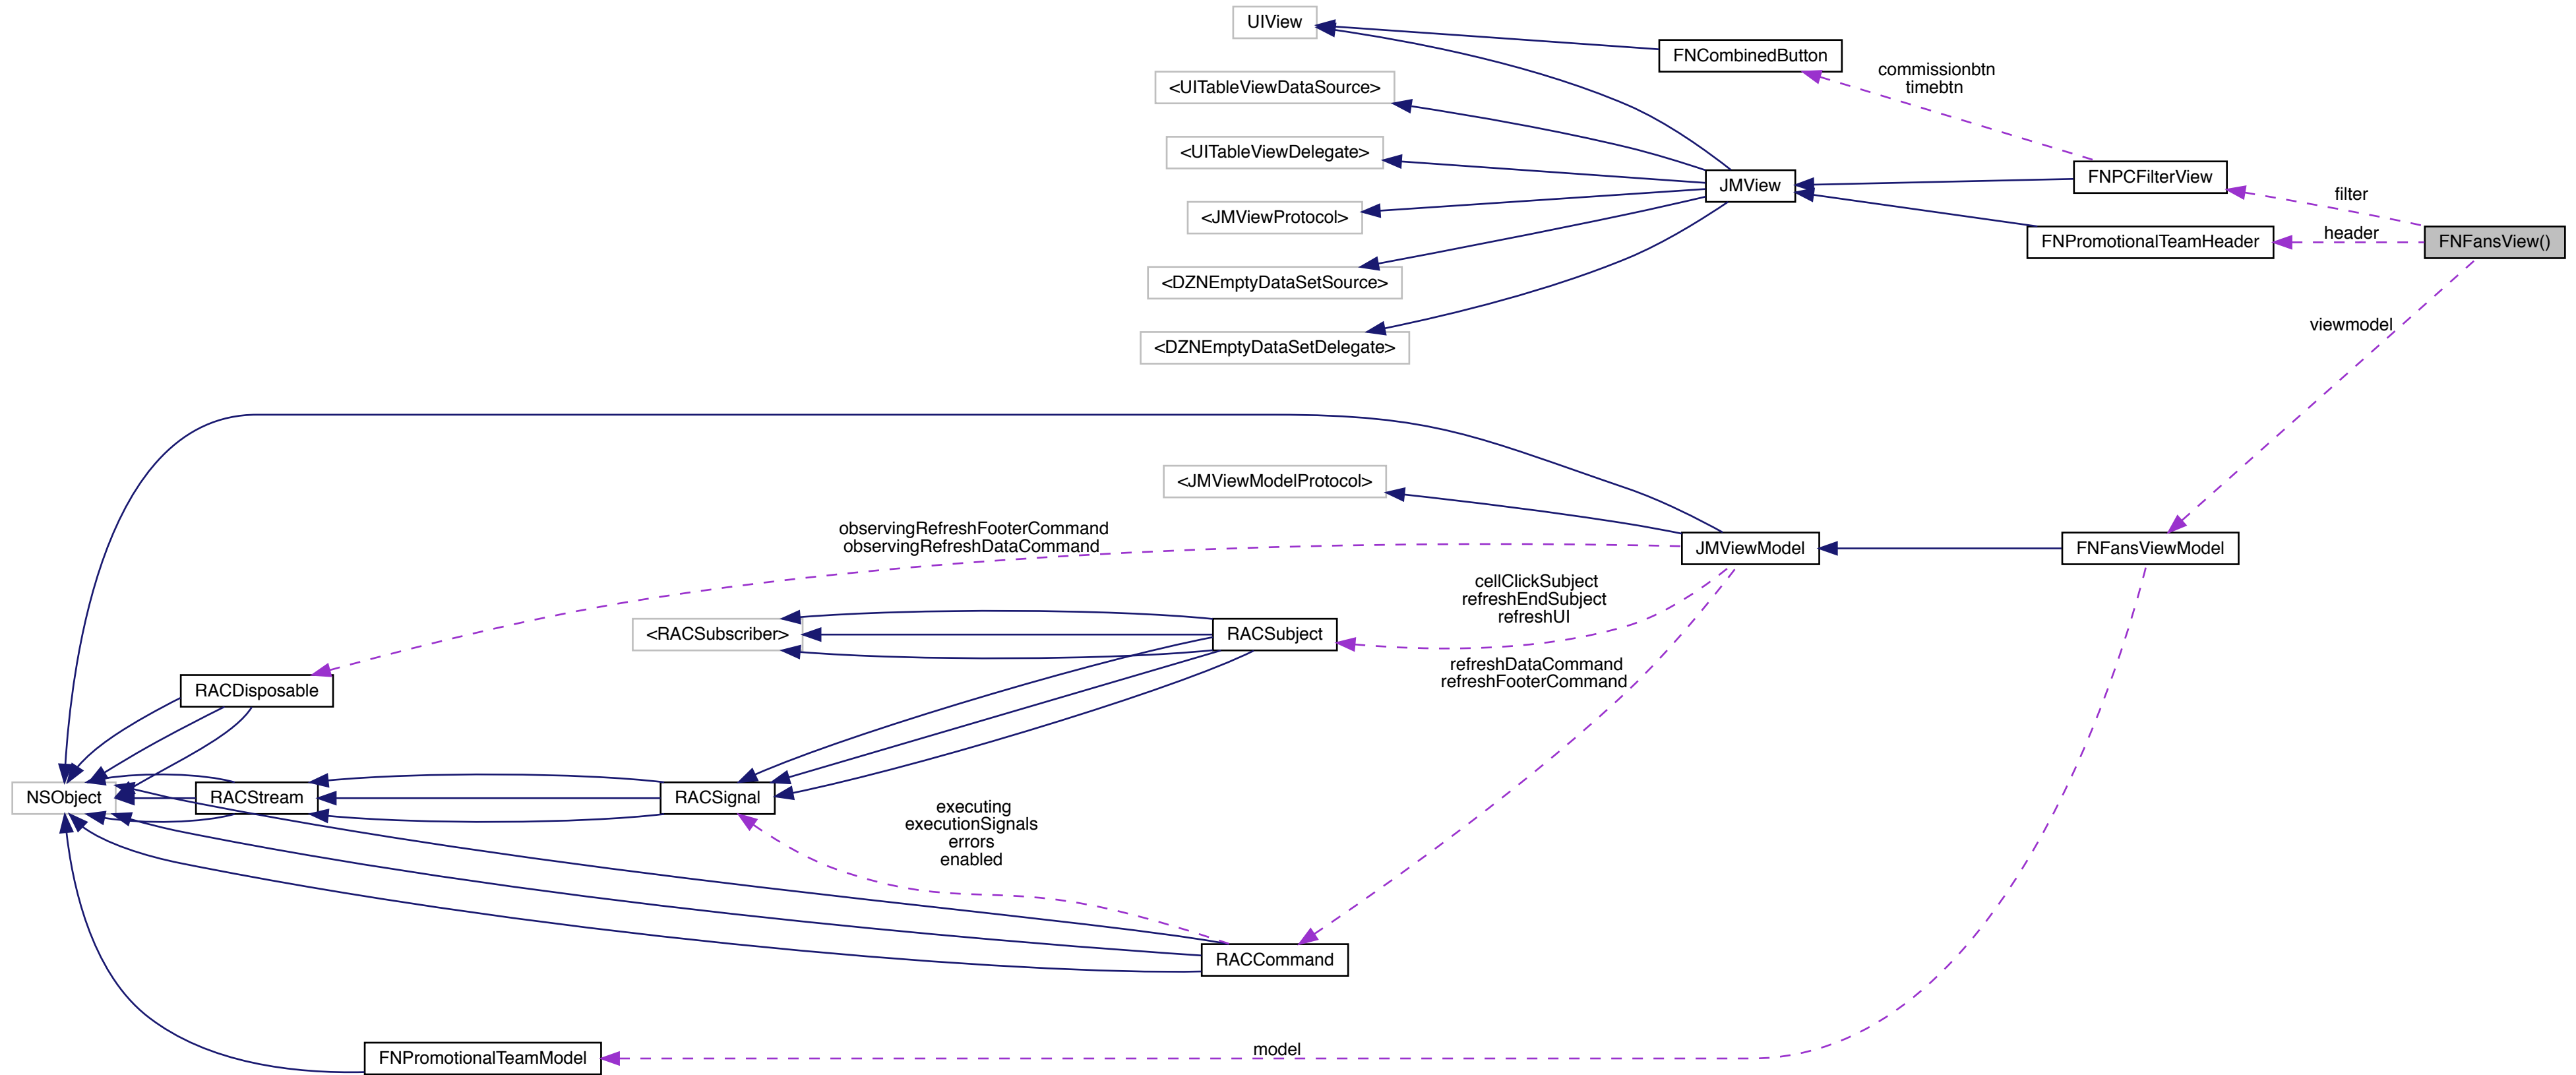 UIView
FNCombinedButton
commissionbtn
timebtn
<UITableViewDataSource>
<UITableViewDelegate>
JMView
FNPCFilterView
filter
<JMViewProtocol>
FNPromotionalTeamHeader
header
FNFansView()
<DZNEmptyDataSetSource>
viewmodel
<DZNEmptyDataSetDelegate>
<JMViewModelProtocol>
observingRefreshFooterCommand
observingRefreshDataCommand
JMViewModel
FNFansViewModel
cellClickSubject
refreshEndSubject
refreshUI
<RACSubscriber>
RACSubject
refreshDataCommand
refreshFooterCommand
RACDisposable
NSObject
RACStream
RACSignal
executing
executionSignals
errors
enabled
RACCommand
FNPromotionalTeamModel
model